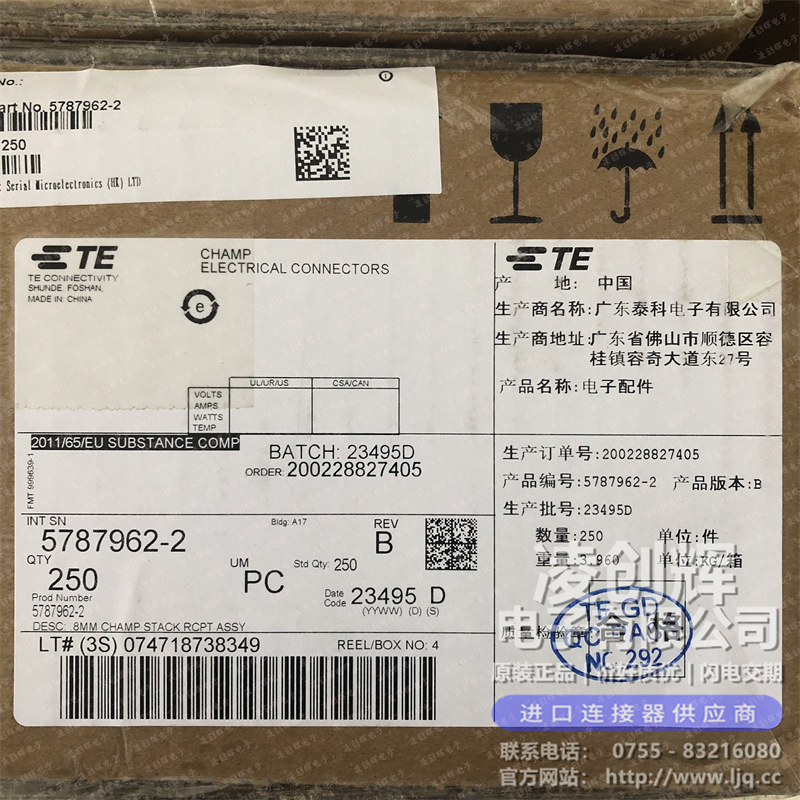 No.:
art No. 5787962-2
250
Serial Microelectronics (HK) LTD
TE
TE CONNECTIVITY
SHUNDE, FOSHAN,
MADE IN: CHINA
CHAMP
ELECTRICAL CONNECTORS
e
UL/UR/US
CSA/CAN
VOLTS
AMPS
WATTS
TEMP
2011/65/EU SUBSTANCE COMP
BATCH: 23495D
ORDER: 200228827405
FMT 999639-1
INT SN
5787962-2
Bldg: A17
REV
B
QTY
250
UM
PC
Std Qty: 250
Prod Number
5787962-2
Date Code
23495 D
(YYWW) (D) (S)
DESC: 8MM CHAMP STACK RCPT ASSY
LT# (3S) 074718738349
REEL/BOX NO: 4
TE
产 地: 中国
生产商名称:广东泰科电子有限公司
生产商地址:广东省佛山市顺德区容
桂镇容奇大道东27号
产品名称:电子配件
生产订单号:200228827405
产品编号:5787962-2 产品版本:B
生产批号:23495D
数量:250 单位:件
重量:3.960 单位:KG/箱
质量检验章:合格
TE-GD
NC 292
凌创辉
原装正品
闪电交期
进口连接器供应商
联系电话: 0755 - 83216080
官方网站: http://www.ljq.cc